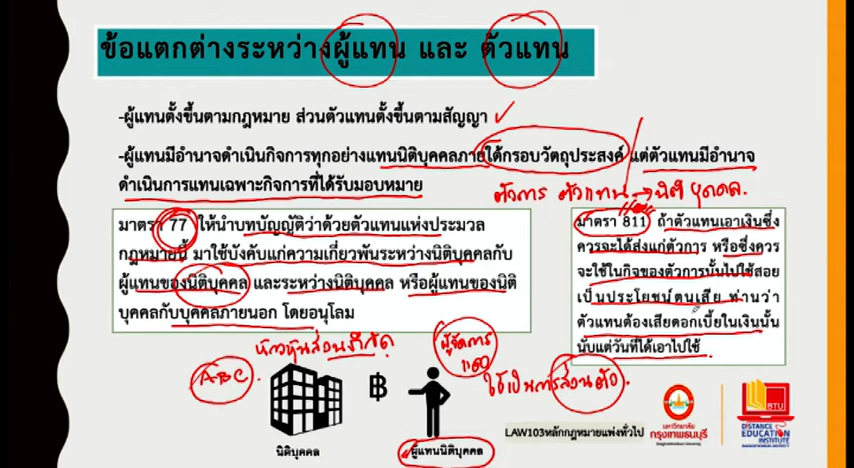 ข้อแตกต่างระหว่างผู้แทน และ ตัวแทน
-ผู้แทนตั้งขึ้นตามกฎหมาย ส่วนตัวแทนตั้งขึ้นตามสัญญา
-ผู้แทนมีอำนาจดำเนินกิจการทุกอย่างแทนนิติบุคคลภายใต้กรอบวัตถุประสงค์ แต่ตัวแทนมีอำนาจ
ดำเนินการแทนเฉพาะกิจการที่ได้รับมอบหมาย
ตัวการ ตัวแทน → นิติบุคคล.
มาตรา 77 ให้นำบทบัญญัติว่าด้วยตัวแทนแห่งประมวล
กฎหมายนี้ มาใช้บังคับแก่ความเกี่ยวพันระหว่างนิติบุคคลกับ
ผู้แทนของนิติบุคคล และระหว่างนิติบุคคล หรือผู้แทนของนิติ
บุคคลกับบุคคลภายนอก โดยอนุโลม
มาตรา 811 ถ้าตัวแทนเอาเงินซึ่ง
ควรจะได้ส่งแก่ตัวการ หรือซึ่งควร
จะใช้ในกิจของตัวการนั้นไปใช้สอย
เป็นประโยชน์ตนเสีย ท่านว่า
ตัวแทนต้องเสียดอกเบี้ยในเงินนั้น
นับแต่วันที่ได้เอาไปใช้
ห้างหุ้นส่วนจำกัด
ABC
฿
ผู้จัดการ
ใช้เป็นการส่วนตัว.
นิติบุคคล
ผู้แทนนิติบุคคล
LAW103หลักกฎหมายแพ่งทั่วไป
มหาวิทยาลัย
กรุงเทพธนบุรี
BTU
DISTANCE
EDUCATION
INSTITUTE